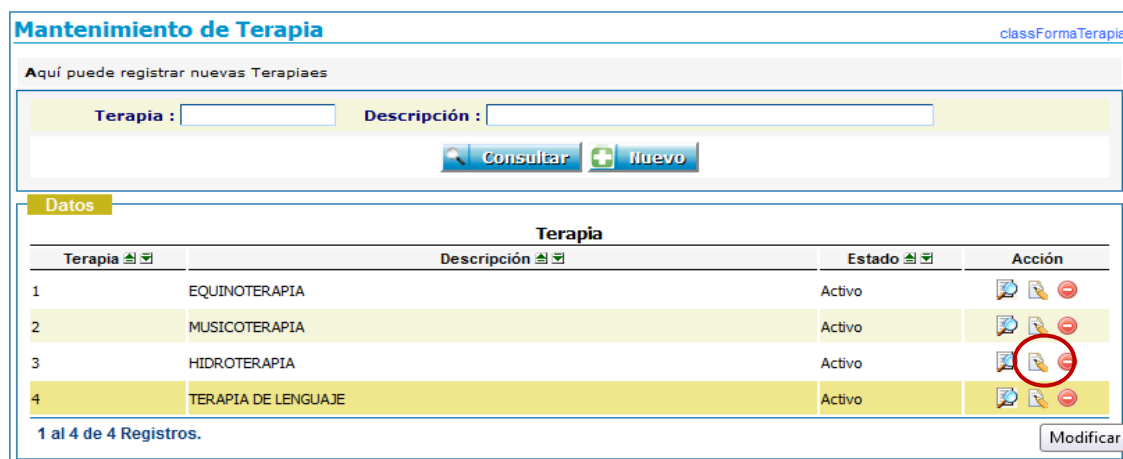 Mantenimiento de Terapia classFormaTerapia
Aquí puede registrar nuevas Terapiaes
Terapia : Descripción :
Consultar Nuevo
Datos
Terapia
Terapia Descripción Estado Acción
1 EQUINOTERAPIA Activo
2 MUSICOTERAPIA Activo
3 HIDROTERAPIA Activo
4 TERAPIA DE LENGUAJE Activo
1 al 4 de 4 Registros.
Modificar